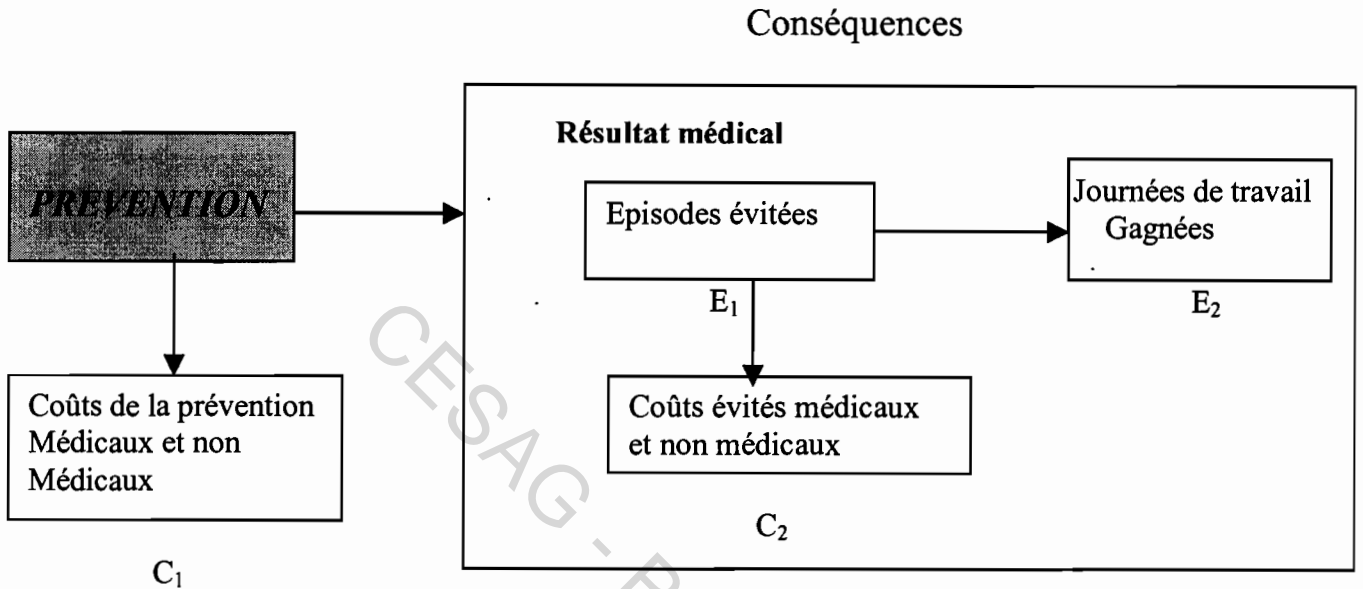 Conséquences
PREVENTION
Résultat médical
Episodes évitées
Journées de travail
Gagnées
E₁
E₂
Coûts de la prévention
Médicaux et non
Médicaux
Coûts évités médicaux
et non médicaux
C₂
C₁
CESAG -